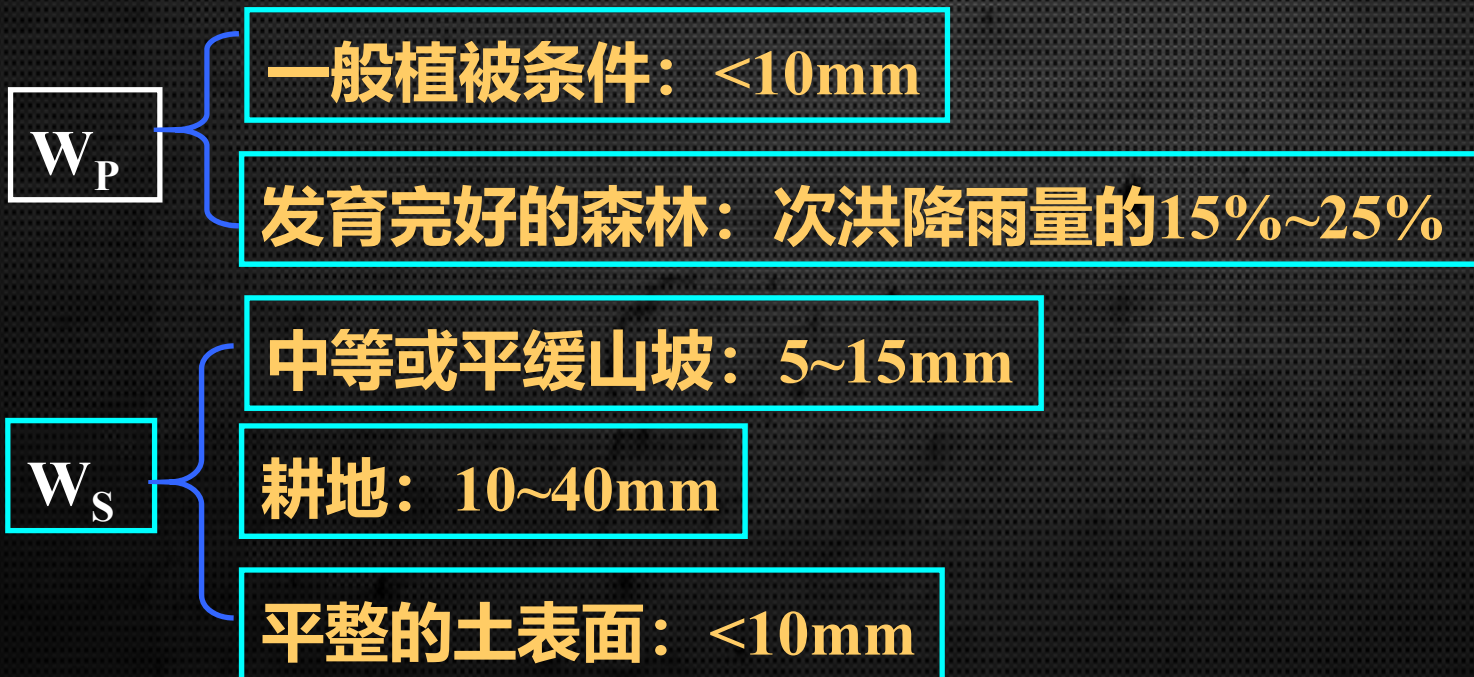 一般植被条件：<10mm
W_P
发育完好的森林：次洪降雨量的15%~25%
中等或平缓山坡：5~15mm
W_S
耕地：10~40mm
平整的土表面：<10mm